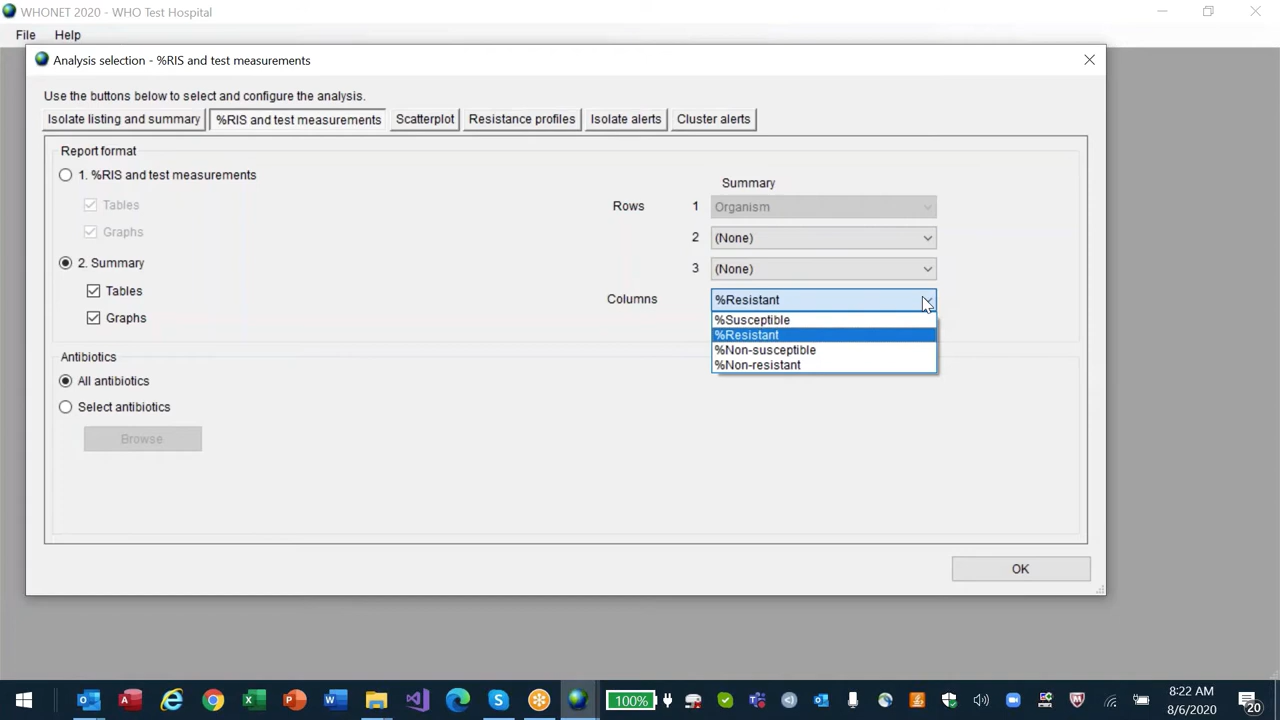 WHONET 2020 - WHO Test Hospital
File Help
Analysis selection - %RIS and test measurements
Use the buttons below to select and configure the analysis.
Isolate listing and summary %RIS and test measurements Scatterplot Resistance profiles Isolate alerts Cluster alerts
Report format
1. %RIS and test measurements
Summary
Tables
Rows 1 Organism
Graphs
2 (None)
2. Summary
3 (None)
Tables
Columns %Resistant
Graphs
%Susceptible
%Resistant
%Non-susceptible
%Non-resistant
Antibiotics
All antibiotics
Select antibiotics
Browse
OK
100%
8:22 AM
8/6/2020
20